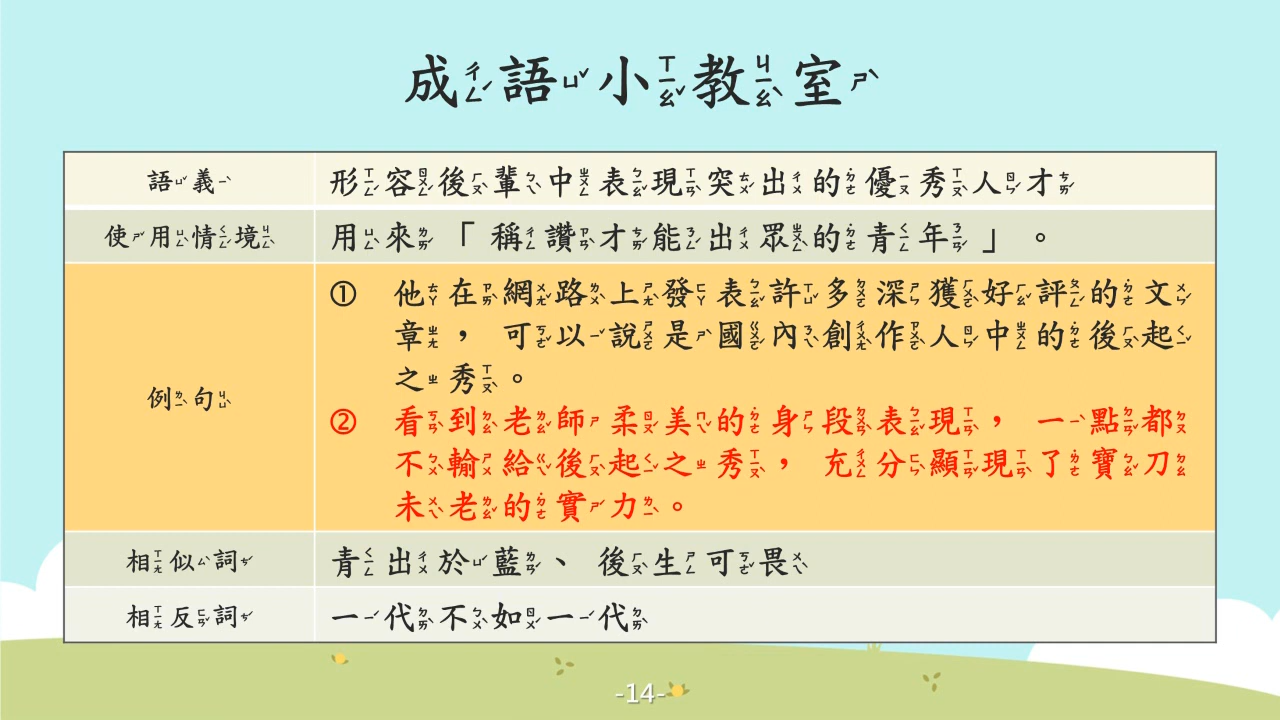 成語小教室
語義 形容後輩中表現突出的優秀人才
使用情境 用來「稱讚才能出眾的青年」。
例句
① 他在網路上發表許多深獲好評的文
章，可以說是國內創作人中的後起
之秀。
② 看到老師柔美的身段表現，一點都
不輸給後起之秀，充分顯現了寶刀
未老的實力。
相似詞 青出於藍、後生可畏
相反詞 一代不如一代
-14-